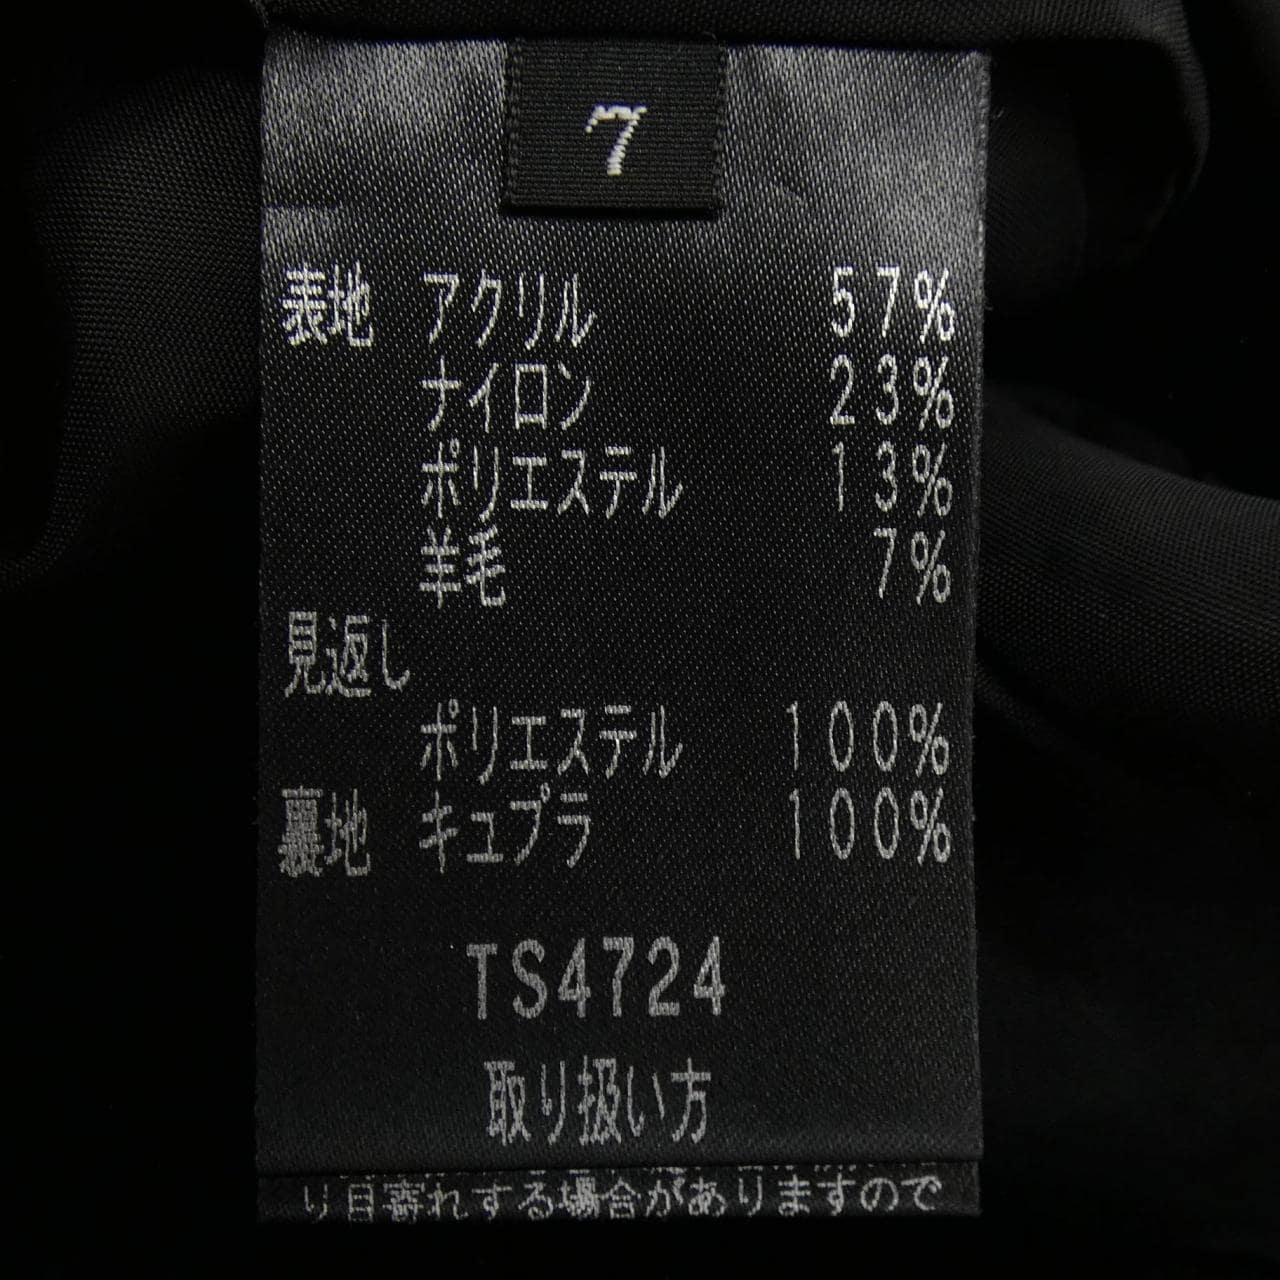 7
表地 アクリル 57%
ナイロン 23%
ポリエステル 13%
羊毛 7%
見返し
ポリエステル 100%
裏地 キュプラ 100%
TS4724
取り扱い方
り目寄れする場合がありますので